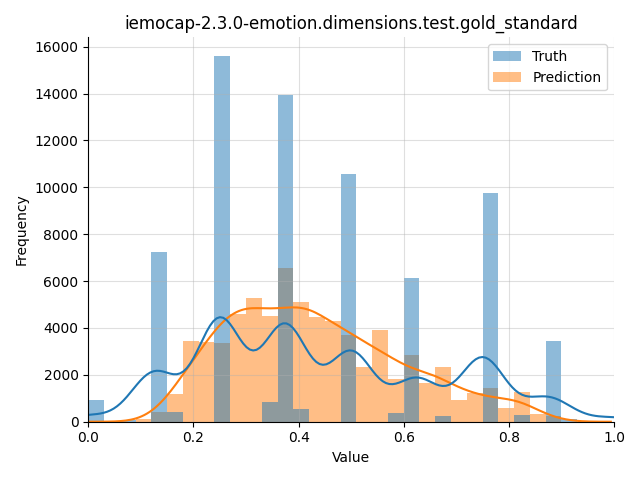 iemocap-2.3.0-emotion.dimensions.test.gold_standard
Truth
Prediction
Frequency
16000
14000
12000
10000
8000
6000
4000
2000
0
0.0 0.2 0.4 0.6 0.8 1.0
Value